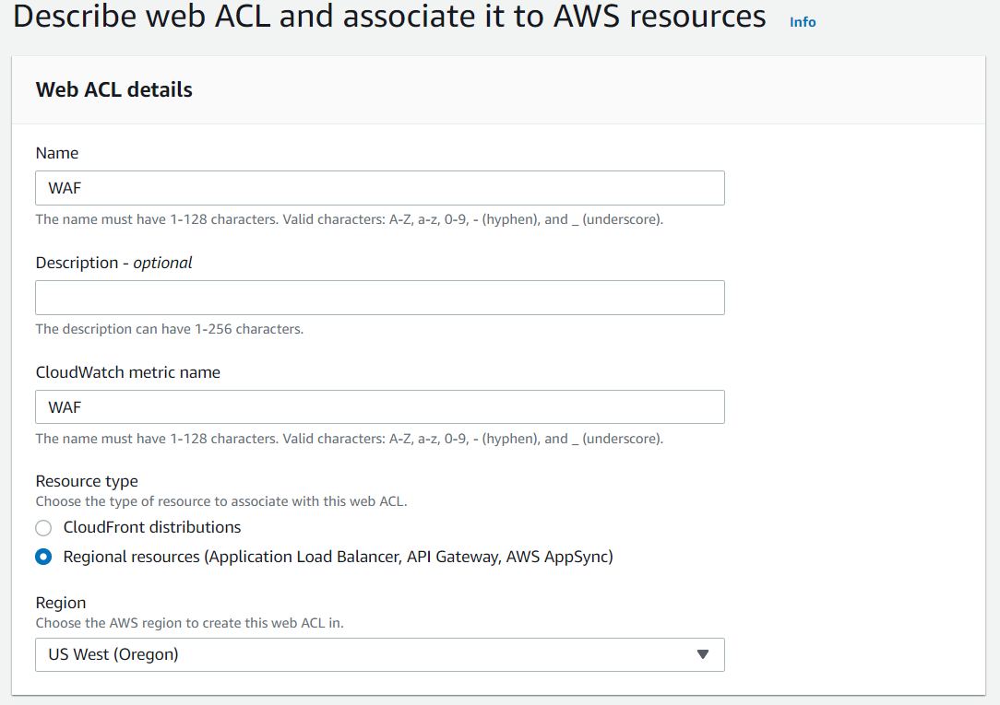 Describe web ACL and associate it to AWS resources Info
Web ACL details
Name
WAF
The name must have 1-128 characters. Valid characters: A-Z, a-z, 0-9, - (hyphen), and _ (underscore).
Description - optional
The description can have 1-256 characters.
CloudWatch metric name
WAF
The name must have 1-128 characters. Valid characters: A-Z, a-z, 0-9, - (hyphen), and _ (underscore).
Resource type
Choose the type of resource to associate with this web ACL.
CloudFront distributions
Regional resources (Application Load Balancer, API Gateway, AWS AppSync)
Region
Choose the AWS region to create this web ACL in.
US West (Oregon)